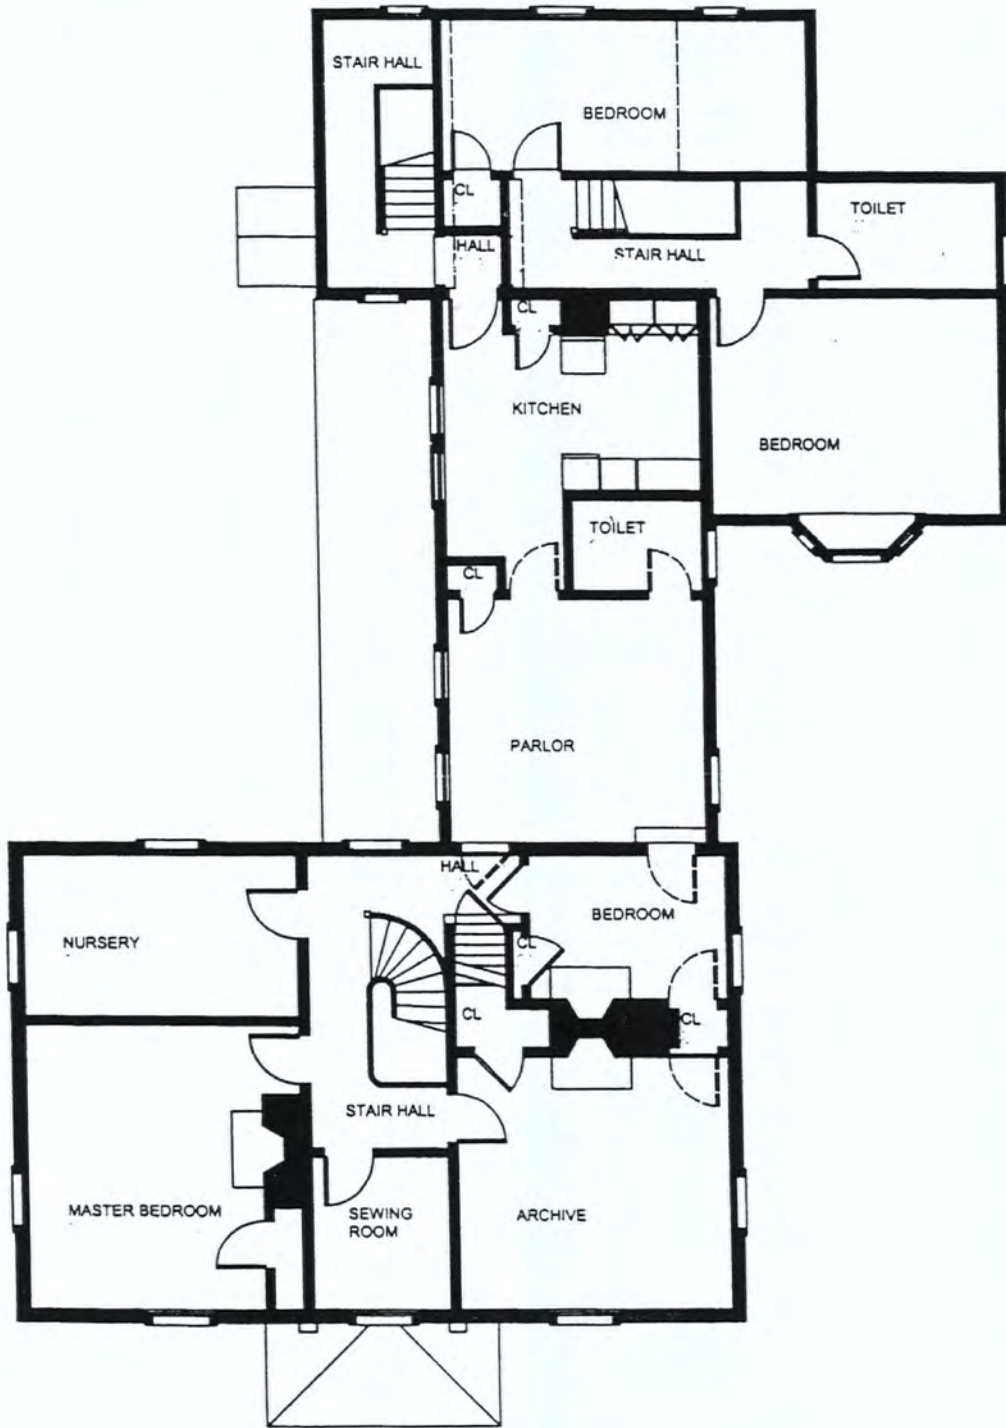 STAIR HALL
BEDROOM
CL
TOILET
HALL
STAIR HALL
CL
KITCHEN
BEDROOM
TOILET
CL
PARLOR
HALL
BEDROOM
NURSERY
CL
CL
CL
STAIR HALL
MASTER BEDROOM
SEWING
ROOM
ARCHIVE